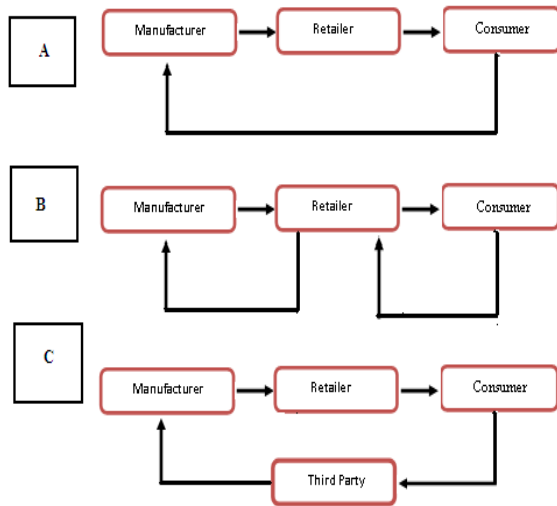 A
Manufacturer
Retailer
Consumer
B
Manufacturer
Retailer
Consumer
C
Manufacturer
Retailer
Consumer
Third Party